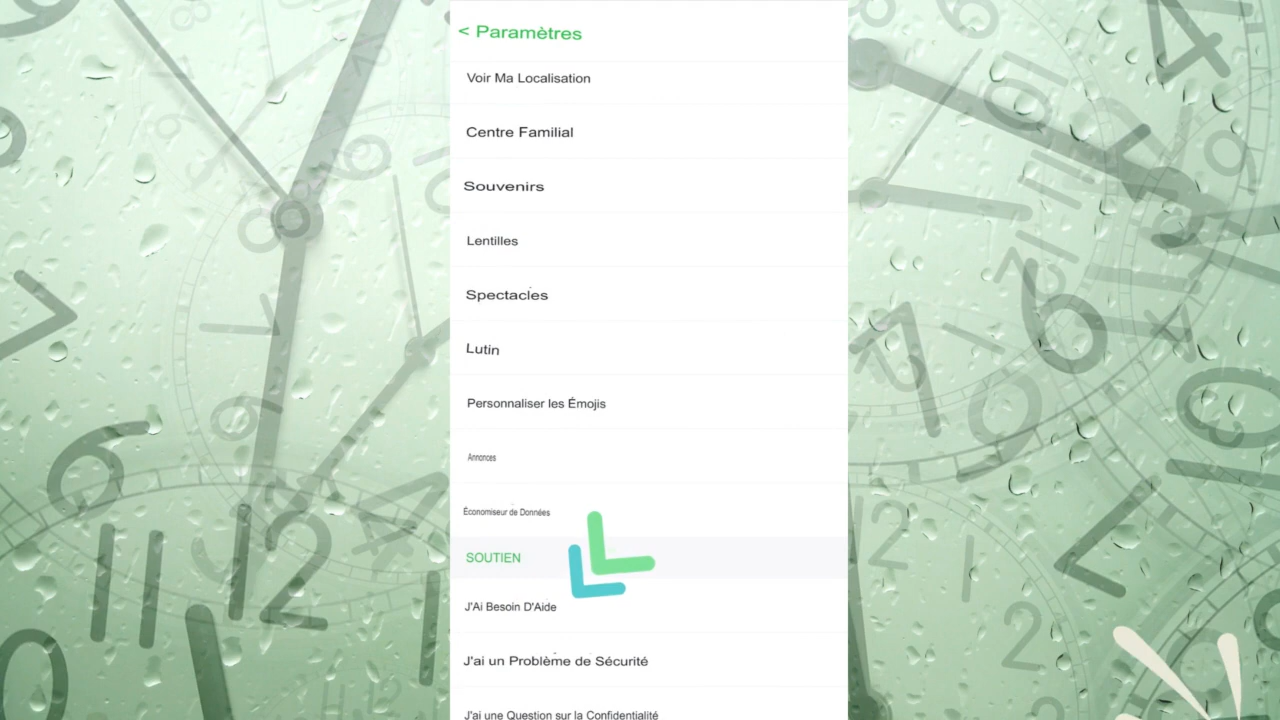 < Paramètres
Voir Ma Localisation
Centre Familial
Souvenirs
Lentilles
Spectacles
Lutin
Personnaliser les Émojis
Annonces
Économiseur de Données
SOUTIEN
J'Ai Besoin D'Aide
J'ai un Problème de Sécurité
J'ai une Question sur la Confidentialité